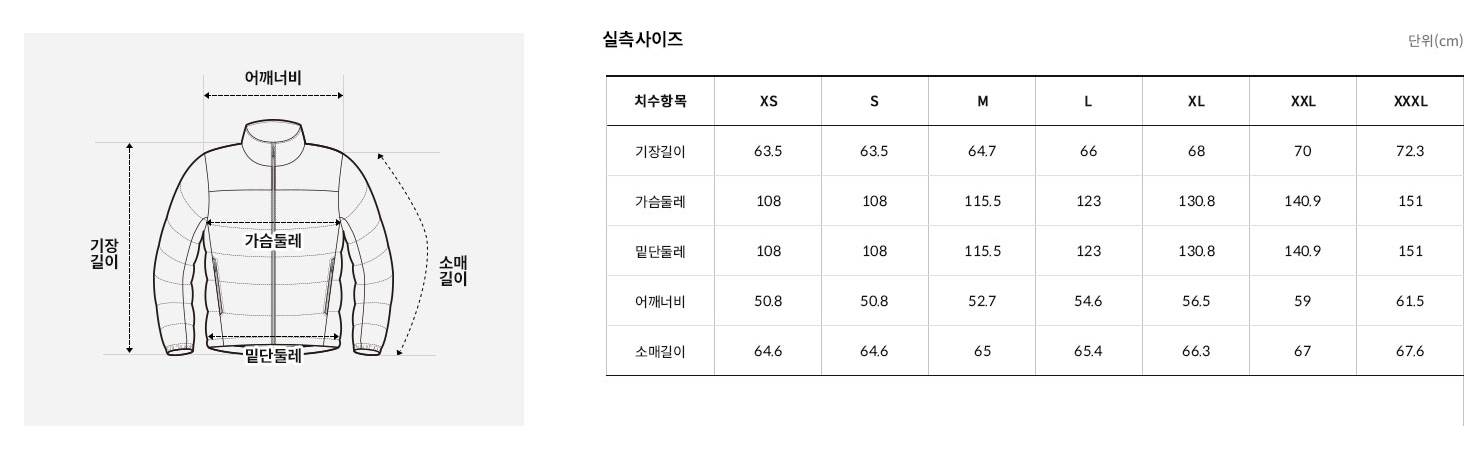 어깨너비
기장
길이
가슴둘레
소매
길이
밑단둘레
실측사이즈
단위(cm)
치수항목 XS S M L XL XXL XXXL
기장길이 63.5 63.5 64.7 66 68 70 72.3
가슴둘레 108 108 115.5 123 130.8 140.9 151
밑단둘레 108 108 115.5 123 130.8 140.9 151
어깨너비 50.8 50.8 52.7 54.6 56.5 59 61.5
소매길이 64.6 64.6 65 65.4 66.3 67 67.6